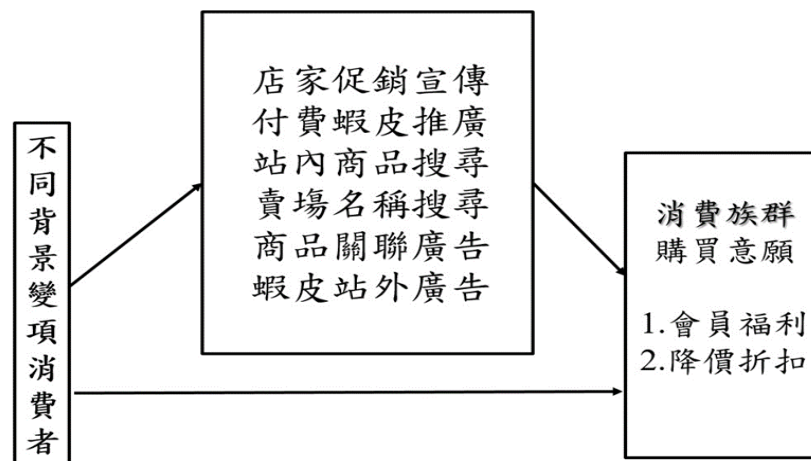 不同背景變項消費者
店家促銷宣傳
付費蝦皮推廣
站內商品搜尋
賣場名稱搜尋
商品關聯廣告
蝦皮站外廣告
消費族群
購買意願
1.會員福利
2.降價折扣